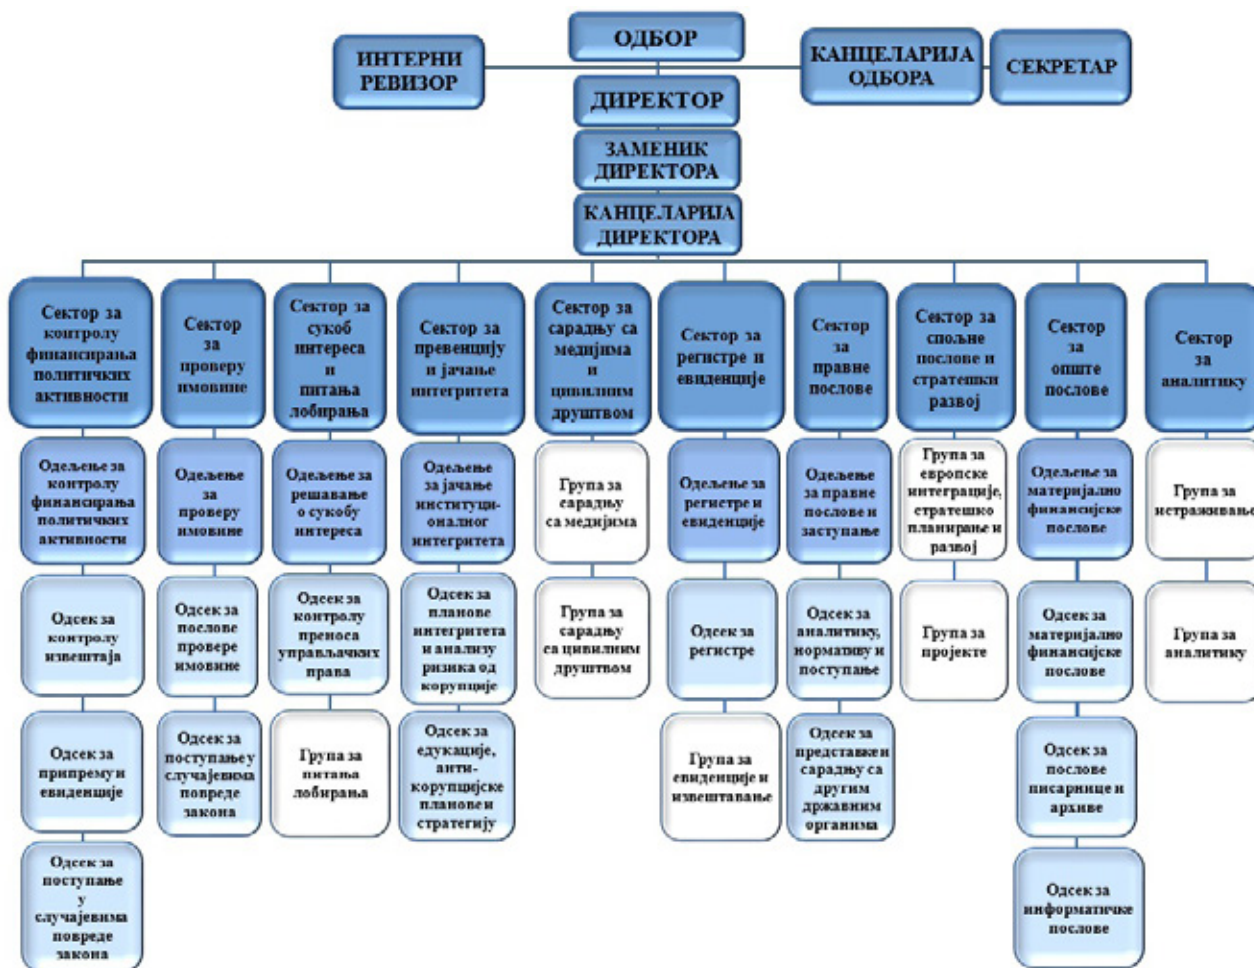 ОДБОР
ИНТЕРНИ
РЕВИЗОР
КАНЦЕЛАРИЈА
ОДБОРА
СЕКРЕТАР
ДИРЕКТОР
ЗАМЕНИК
ДИРЕКТОРА
КАНЦЕЛАРИЈА
ДИРЕКТОРА
Сектор за
контролу
финансирања
политичких
активности
Сектор
за
проверу
имовине
Сектор за
сукоб
интереса
и
питања
лобирања
Сектор за
превенцију
и јачање
интегритета
Сектор за
сарадњу са
медијима
и
цивилним
друштвом
Сектор за
регистре и
евиденције
Сектор
за
правне
послове
Сектор за
спољне
послове и
стратешки
развој
Сектор
за
опште
послове
Сектор
за
аналитику
Одељење за
контролу
финансирања
политичких
активности
Одељење
за
проверу
имовине
Одељење за
решавање
о сукобу
интереса
Одељење
за јачање
институци-
оналног
интегритета
Група за
сарадњу
са медијима
Одељење за
регистре и
евиденције
Одељење
за правне
послове и
заступање
Група за
европске
интеграције,
стратешко
планирање и
развој
Одељење за
материјално
финансијске
послове
Група за
истраживање
Одсек за
контролу
извештаја
Одсек за
послове
провере
имовине
Одсек за
контролу
преноса
управљачких
права
Одсек за
планове
интегритета
и анализу
ризика од
корупције
Група за
сарадњу
са цивилним
друштвом
Одсек за
регистре
Одсек за
аналитику,
нормативу и
поступање
Група за
пројекте
Одсек за
материјално
финансијске
послове
Група за
аналитику
Одсек за
припрему и
евиденције
Одсек за
поступање у
случајевима
повреде
закона
Група за
питања
лобирања
Одсек за
едукације,
анти-
корупцијске
планове и
стратегију
Група за
евиденције и
извештавање
Одсек за
представке и
сарадњу са
другим
државним
органима
Одсек за
послове
писарнице и
архиве
Одсек за
поступање
у
случајевима
повреде
закона
Одсек за
информатичке
послове